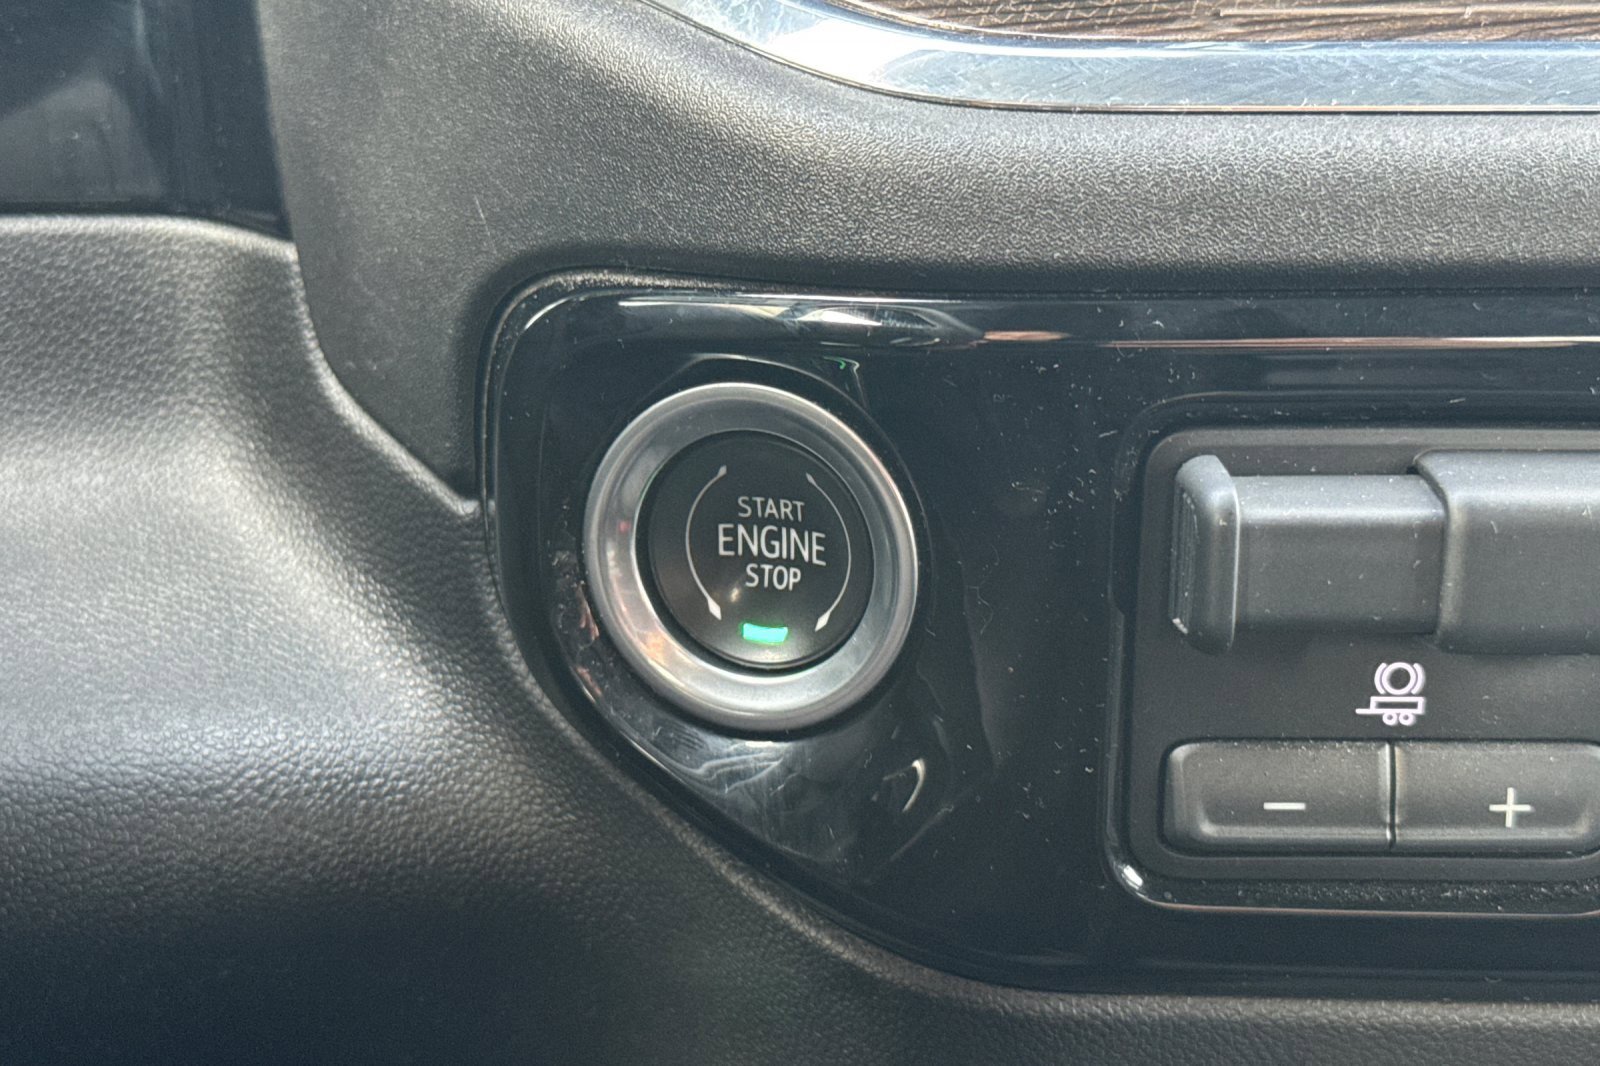 START
ENGINE
STOP
- +